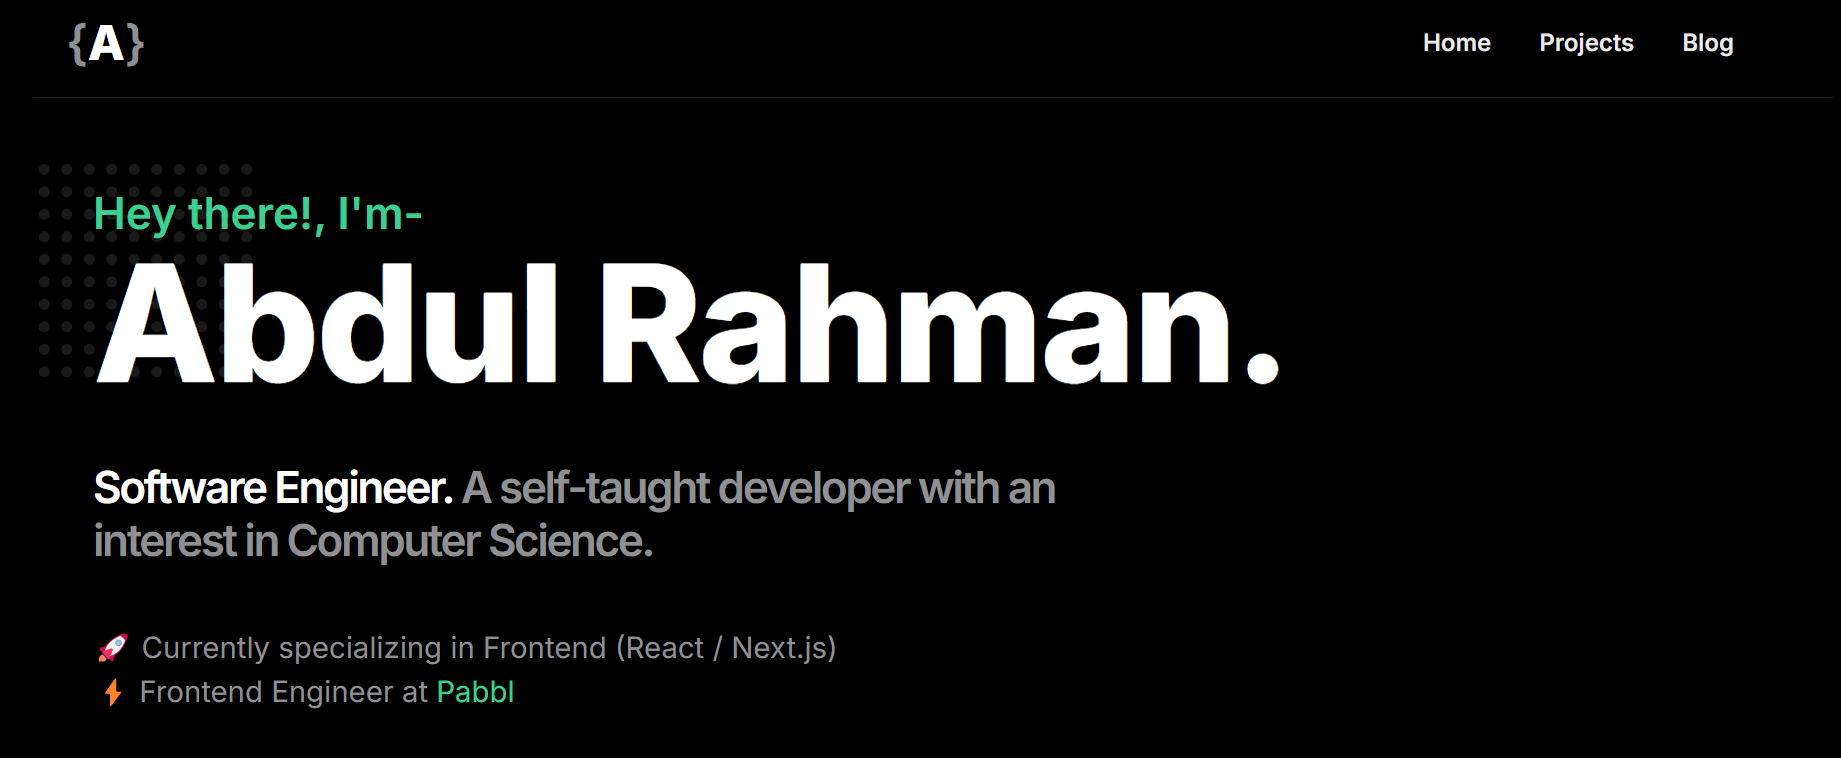 {A}
Home Projects Blog
Hey there!, I'm-
Abdul Rahman.
Software Engineer. A self-taught developer with an
interest in Computer Science.
🚀 Currently specializing in Frontend (React / Next.js)
⚡ Frontend Engineer at Pabbl